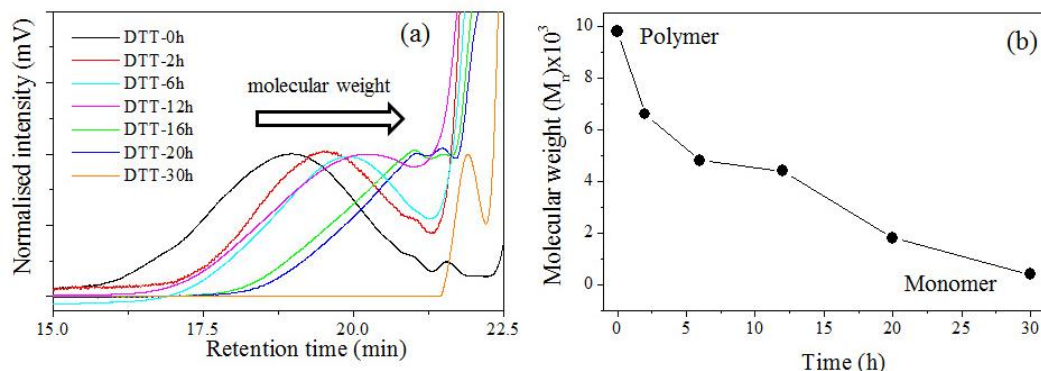 (a)
DTT-0h
DTT-2h
DTT-6h
DTT-12h
DTT-16h
DTT-20h
DTT-30h
molecular weight
Normalised intensity (mV)
15.0 17.5 20.0 22.5
Retention time (min)
(b)
Polymer
Monomer
Molecular weight (Mₙ)x10³
10
8
6
4
2
0
0 5 10 15 20 25 30
Time (h)